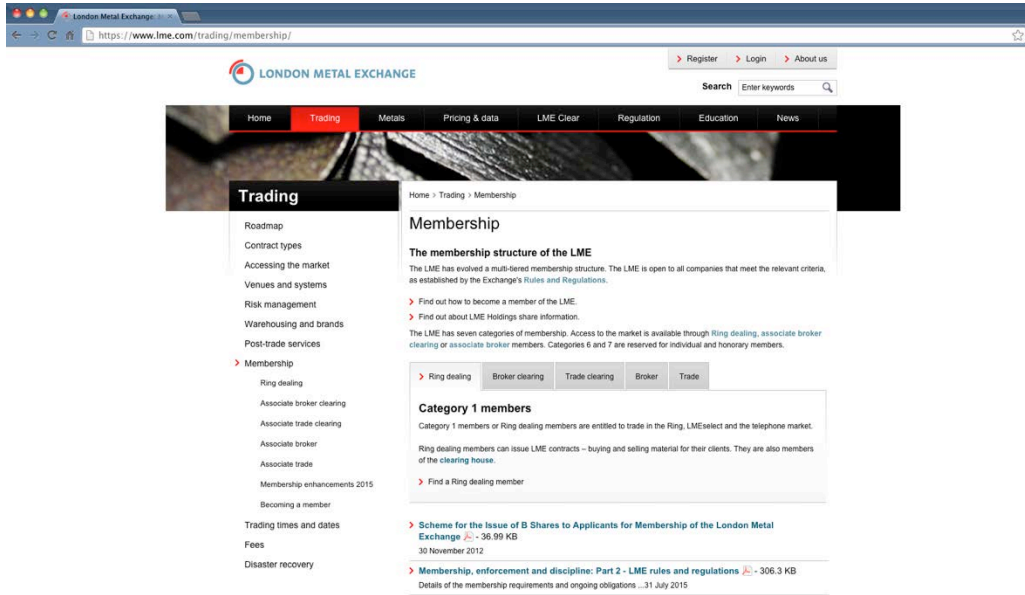 London Metal Exchange:
https://www.lme.com/trading/membership/
Register Login About us
LONDON METAL EXCHANGE
Search Enter keywords
Home Trading Metals Pricing & data LME Clear Regulation Education News
Trading
Home > Trading > Membership
Roadmap
Contract types
Accessing the market
Venues and systems
Risk management
Warehousing and brands
Post-trade services
Membership
Ring dealing
Associate broker clearing
Associate trade clearing
Associate broker
Associate trade
Membership enhancements 2015
Becoming a member
Trading times and dates
Fees
Disaster recovery
Membership
The membership structure of the LME
The LME has evolved a multi-tiered membership structure. The LME is open to all companies that meet the relevant criteria,
as established by the Exchange's Rules and Regulations.
Find out how to become a member of the LME.
Find out about LME Holdings share information.
The LME has seven categories of membership. Access to the market is available through Ring dealing, associate broker
clearing or associate broker members. Categories 6 and 7 are reserved for individual and honorary members.
Ring dealing Broker clearing Trade clearing Broker Trade
Category 1 members
Category 1 members or Ring dealing members are entitled to trade in the Ring, LMEselect and the telephone market.
Ring dealing members can issue LME contracts – buying and selling material for their clients. They are also members
of the clearing house.
Find a Ring dealing member
Scheme for the Issue of B Shares to Applicants for Membership of the London Metal
Exchange - 36.99 KB
30 November 2012
Membership, enforcement and discipline: Part 2 - LME rules and regulations - 306.3 KB
Details of the membership requirements and ongoing obligations ...31 July 2015